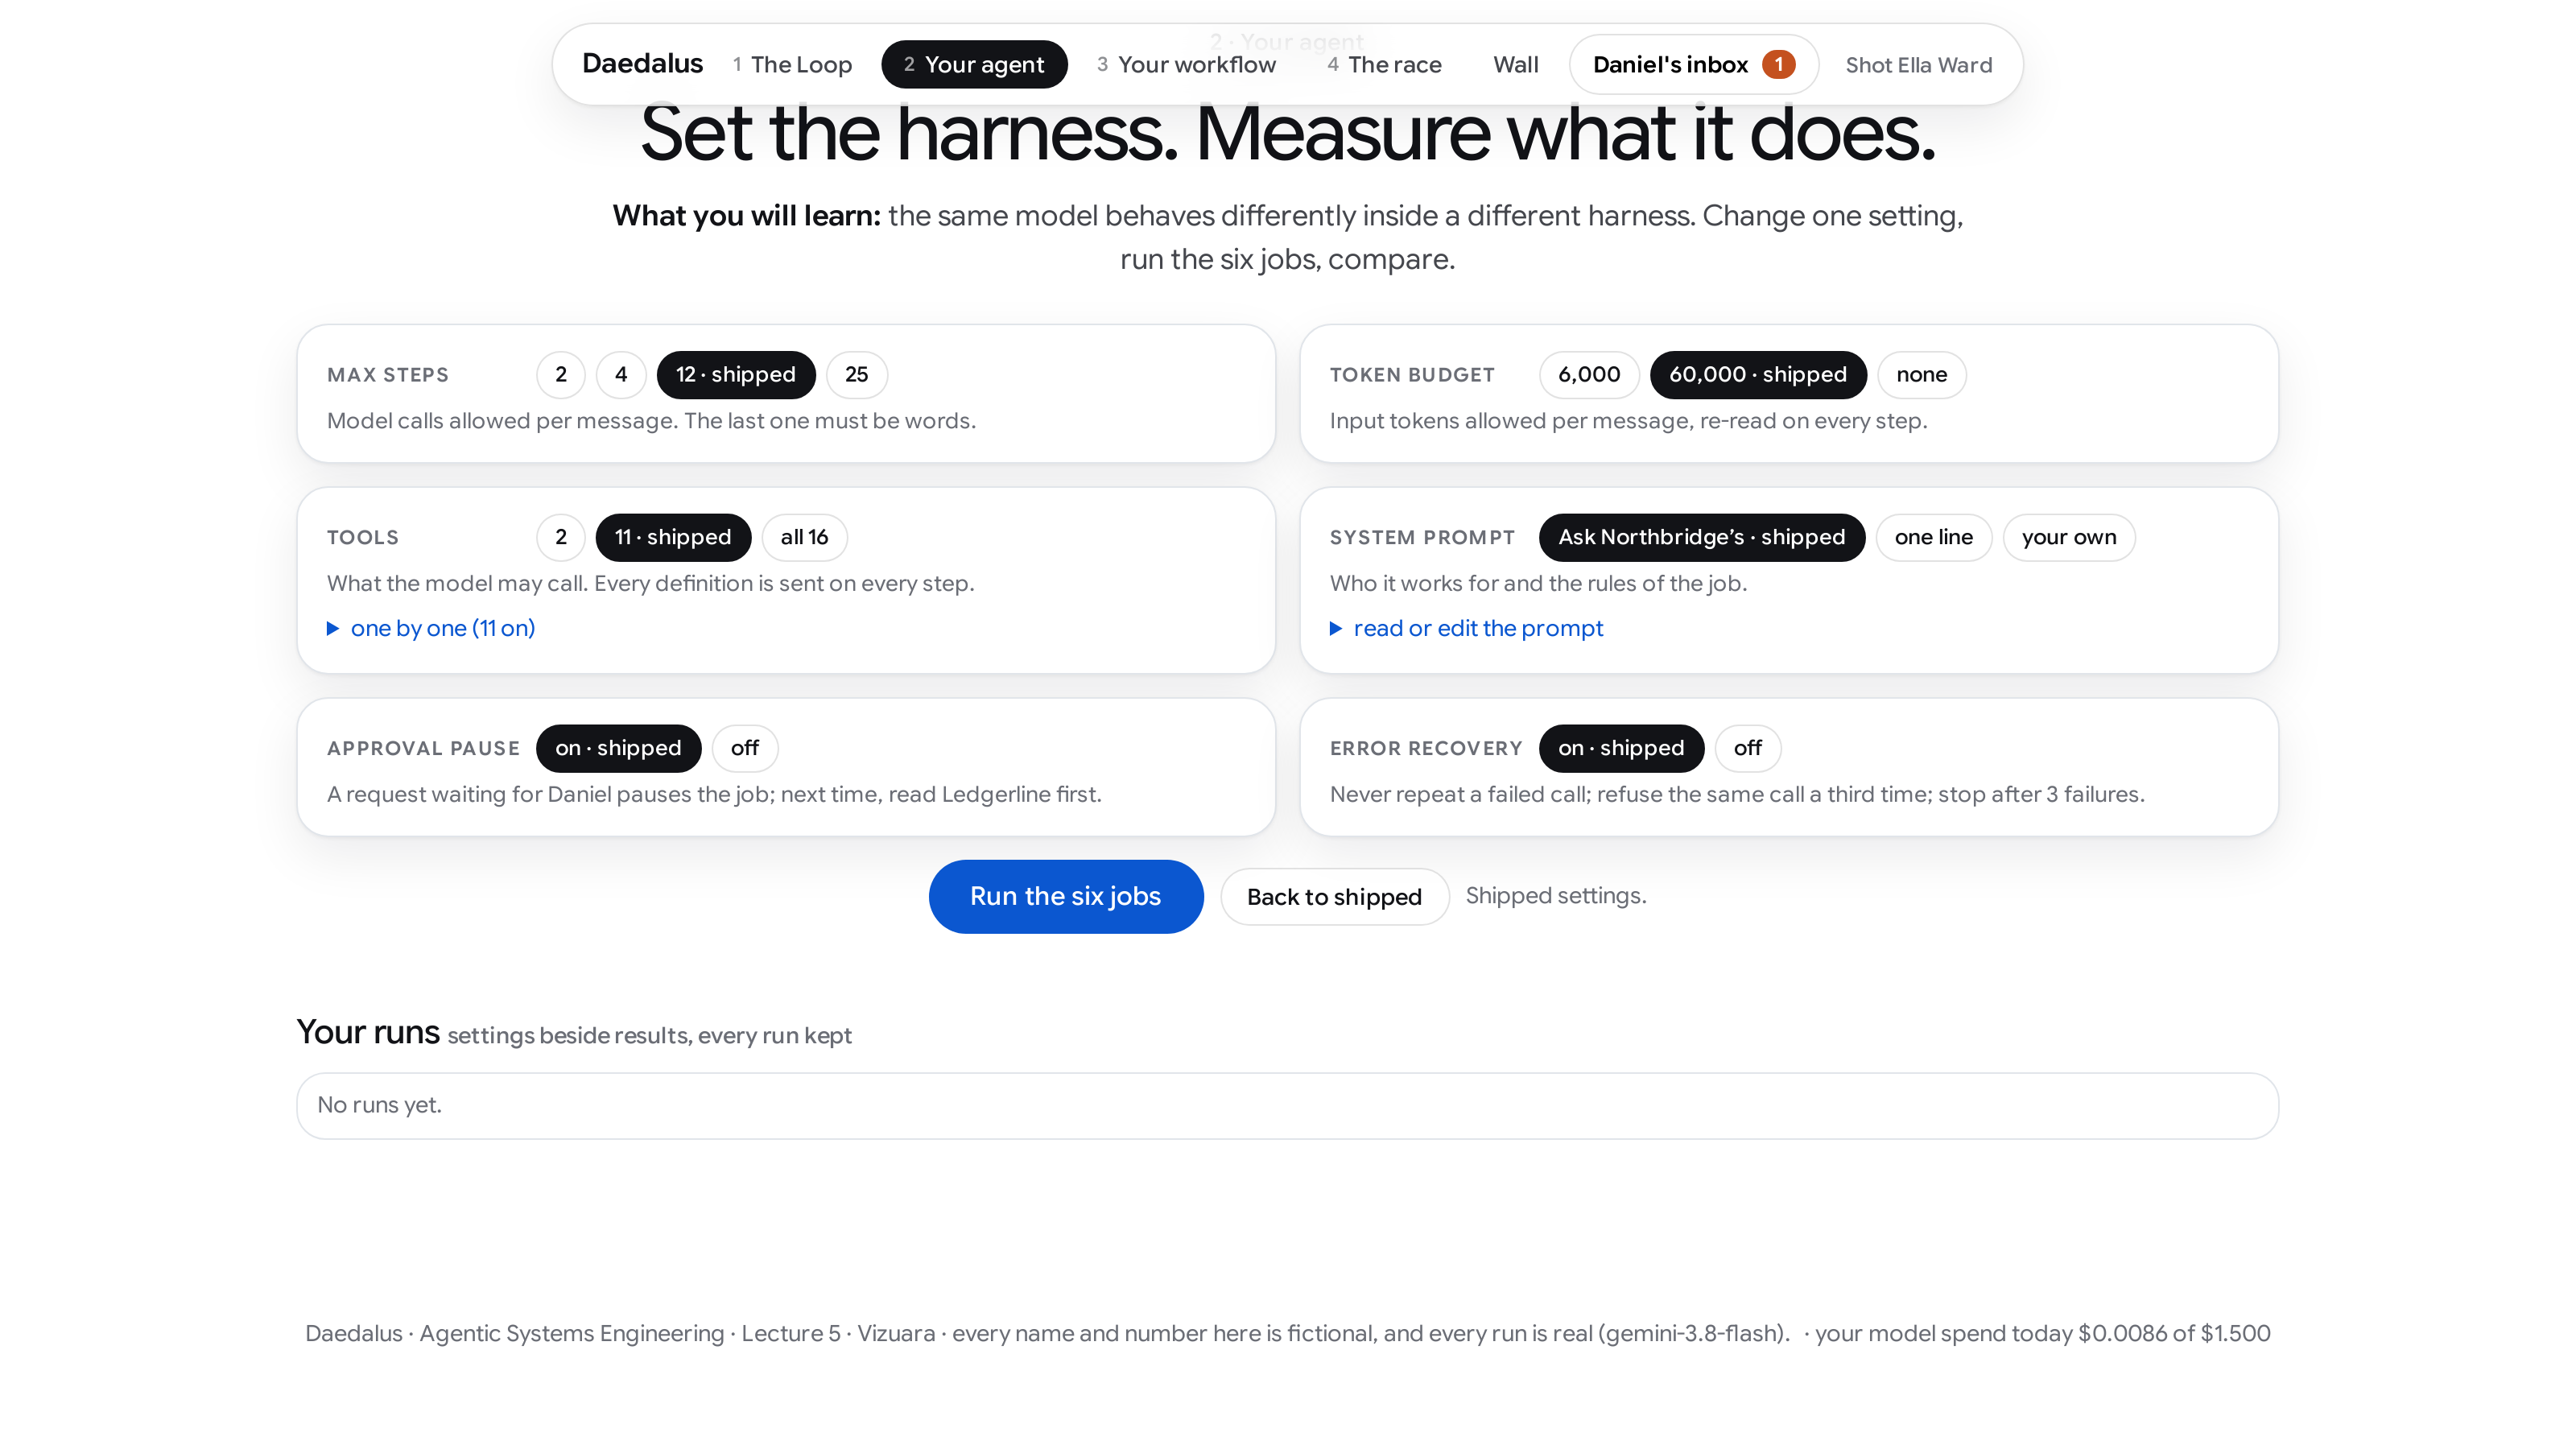 2 · Your agent
Daedalus 1 The Loop 2 Your agent 3 Your workflow 4 The race Wall Daniel's inbox 1 Shot Ella Ward
Set the harness. Measure what it does.
What you will learn: the same model behaves differently inside a different harness. Change one setting,
run the six jobs, compare.
MAX STEPS 2 4 12 · shipped 25
Model calls allowed per message. The last one must be words.
TOKEN BUDGET 6,000 60,000 · shipped none
Input tokens allowed per message, re-read on every step.
TOOLS 2 11 · shipped all 16
What the model may call. Every definition is sent on every step.
▶ one by one (11 on)
SYSTEM PROMPT Ask Northbridge’s · shipped one line your own
Who it works for and the rules of the job.
▶ read or edit the prompt
APPROVAL PAUSE on · shipped off
A request waiting for Daniel pauses the job; next time, read Ledgerline first.
ERROR RECOVERY on · shipped off
Never repeat a failed call; refuse the same call a third time; stop after 3 failures.
Run the six jobs Back to shipped Shipped settings.
Your runs settings beside results, every run kept
No runs yet.
Daedalus · Agentic Systems Engineering · Lecture 5 · Vizuara · every name and number here is fictional, and every run is real (gemini-3.8-flash). · your model spend today $0.0086 of $1.500